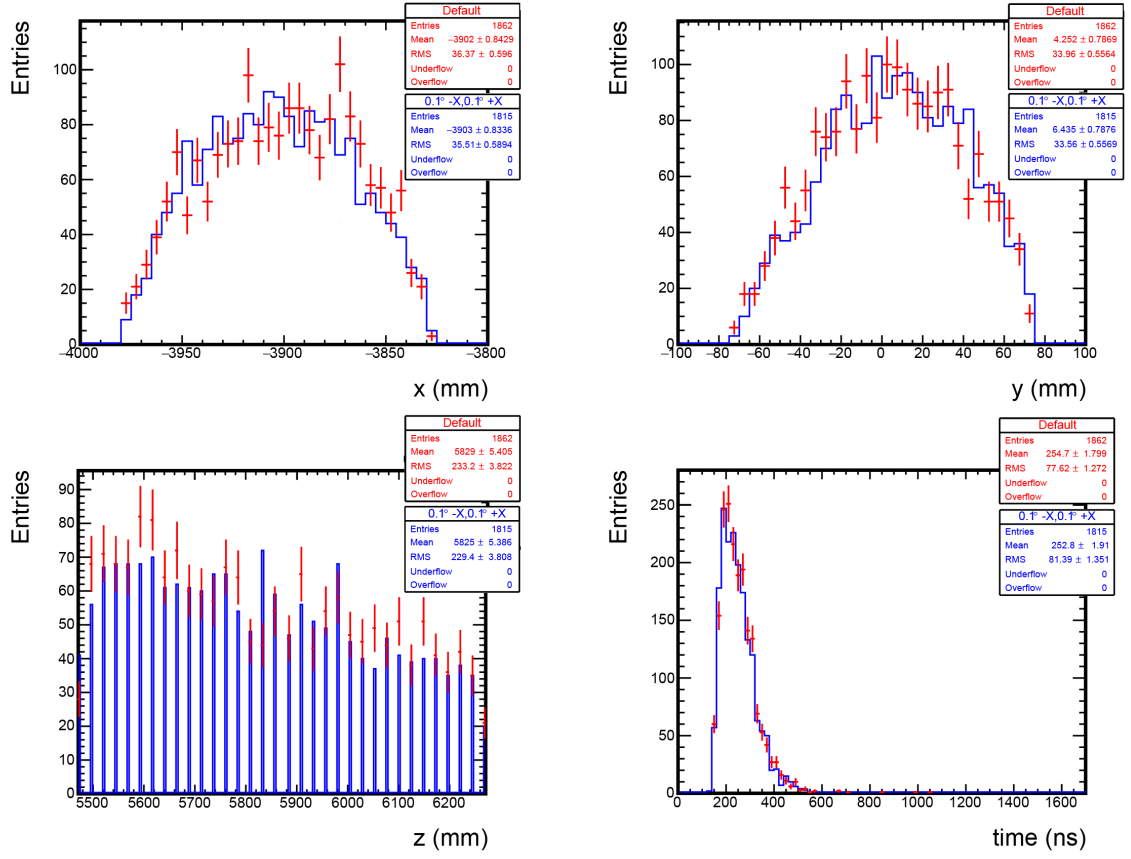 Entries
Default
Entries 1862
Mean −3902 ± 0.8429
RMS 36.37 ± 0.596
Underflow 0
Overflow 0
0.1° -X,0.1° +X
Entries 1815
Mean −3903 ± 0.8336
RMS 35.51 ± 0.5894
Underflow 0
Overflow 0
100
80
60
40
20
0
−4000 −3950 −3900 −3850 −3800
x (mm)
Entries
Default
Entries 1862
Mean 4.252 ± 0.7869
RMS 33.96 ± 0.5564
Underflow 0
Overflow 0
0.1° -X,0.1° +X
Entries 1815
Mean 6.435 ± 0.7876
RMS 33.56 ± 0.5569
Underflow 0
Overflow 0
100
80
60
40
20
0
−100 −80 −60 −40 −20 0 20 40 60 80 100
y (mm)
Entries
Default
Entries 1862
Mean 5829 ± 5.405
RMS 233.2 ± 3.822
Underflow 0
Overflow 0
0.1° -X,0.1° +X
Entries 1815
Mean 5825 ± 5.386
RMS 229.4 ± 3.808
Underflow 0
Overflow 0
90
80
70
60
50
40
30
20
10
0
5500 5600 5700 5800 5900 6000 6100 6200
z (mm)
Entries
Default
Entries 1862
Mean 254.7 ± 1.799
RMS 77.62 ± 1.272
Underflow 0
Overflow 0
0.1° -X,0.1° +X
Entries 1815
Mean 252.8 ± 1.91
RMS 81.39 ± 1.351
Underflow 0
Overflow 0
250
200
150
100
50
0
0 200 400 600 800 1000 1200 1400 1600
time (ns)